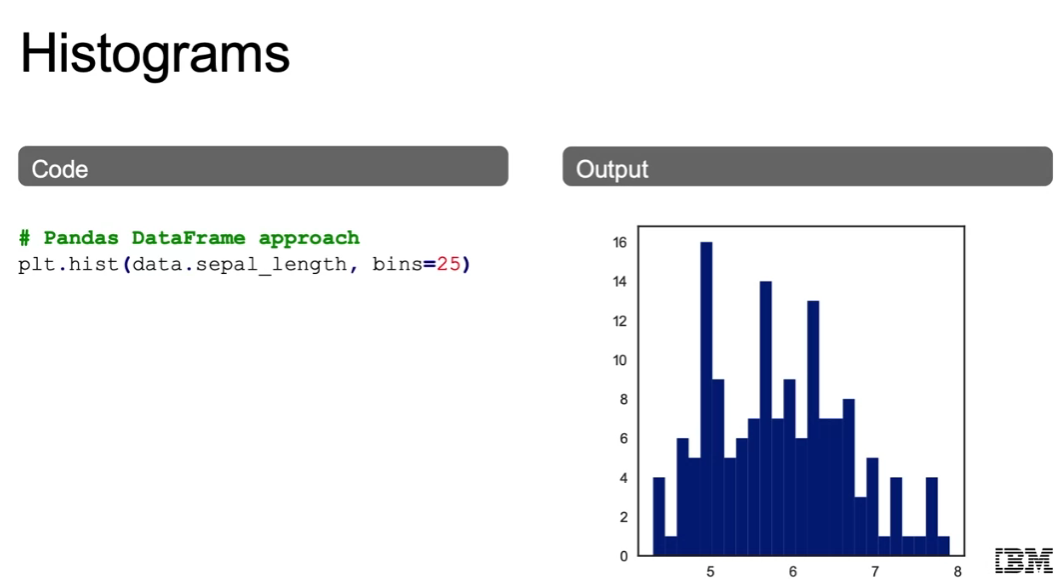 Histograms
Code
Output
# Pandas DataFrame approach
plt.hist(data.sepal_length, bins=25)
16
14
12
10
8
6
4
2
0
5 6 7 8
IBM